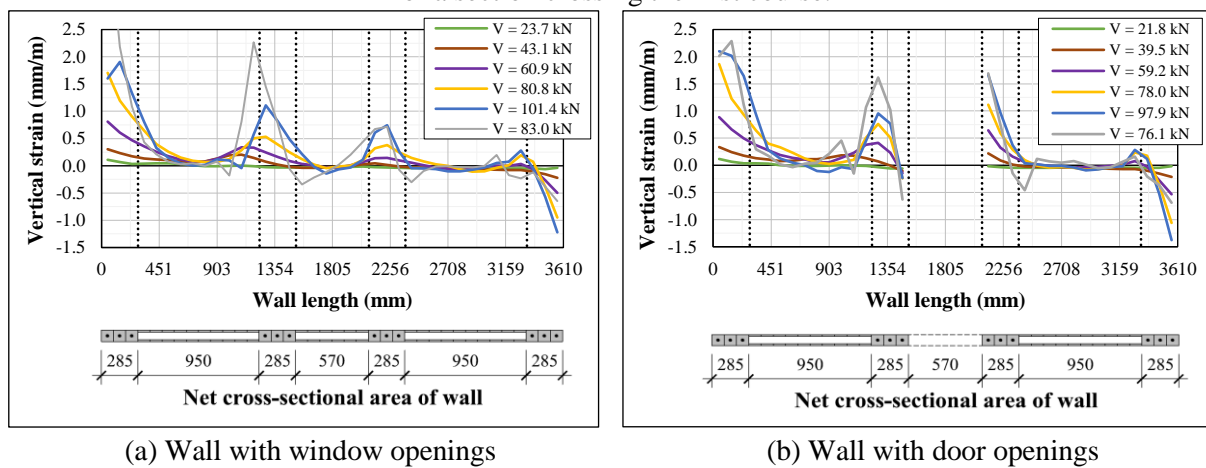 Vertical strain (mm/m)
2.5
2.0
1.5
1.0
0.5
0.0
-0.5
-1.0
-1.5
V = 23.7 kN
V = 43.1 kN
V = 60.9 kN
V = 80.8 kN
V = 101.4 kN
V = 83.0 kN
0 451 903 1354 1805 2256 2708 3159 3610
Wall length (mm)
285 950 285 570 285 950 285
Net cross-sectional area of wall
(a) Wall with window openings
Vertical strain (mm/m)
2.5
2.0
1.5
1.0
0.5
0.0
-0.5
-1.0
-1.5
V = 21.8 kN
V = 39.5 kN
V = 59.2 kN
V = 78.0 kN
V = 97.9 kN
V = 76.1 kN
0 451 903 1354 1805 2256 2708 3159 3610
Wall length (mm)
285 950 285 570 285 950 285
Net cross-sectional area of wall
(b) Wall with door openings